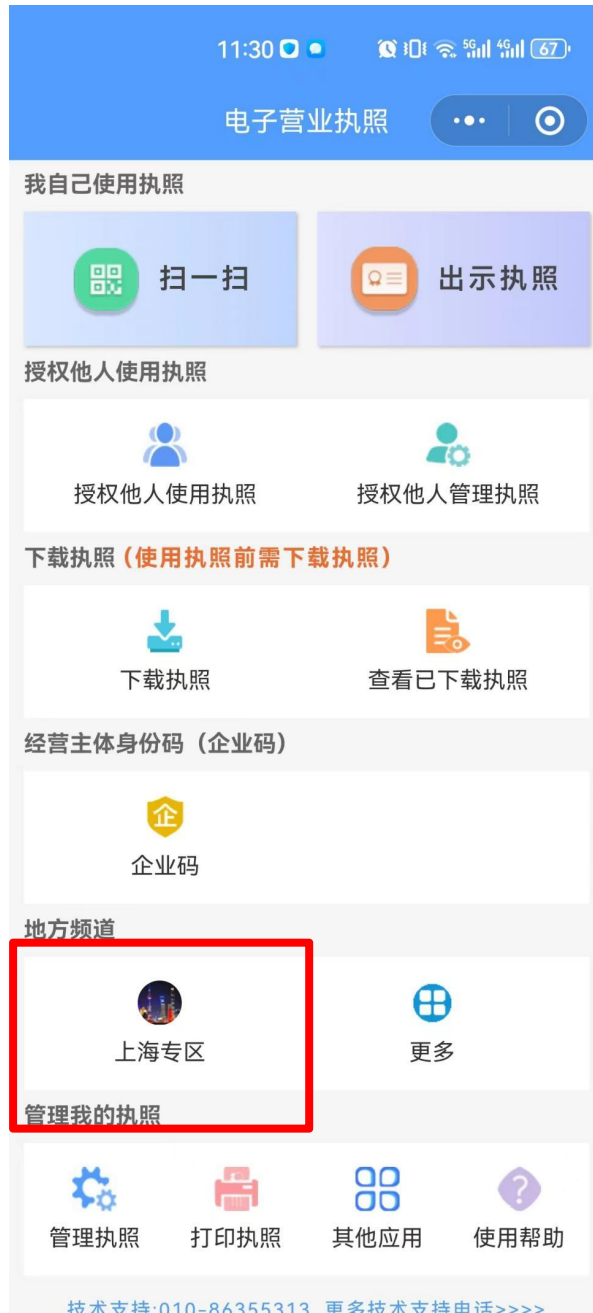 11:30 5G 4G 67
电子营业执照
我自己使用执照
扫一扫 出示执照
授权他人使用执照
授权他人使用执照 授权他人管理执照
下载执照（使用执照前需下载执照）
下载执照 查看已下载执照
经营主体身份码（企业码）
企
企业码
地方频道
上海专区 更多
管理我的执照
管理执照 打印执照 其他应用 使用帮助
技术支持:010-86355313 更多技术支持电话>>>>